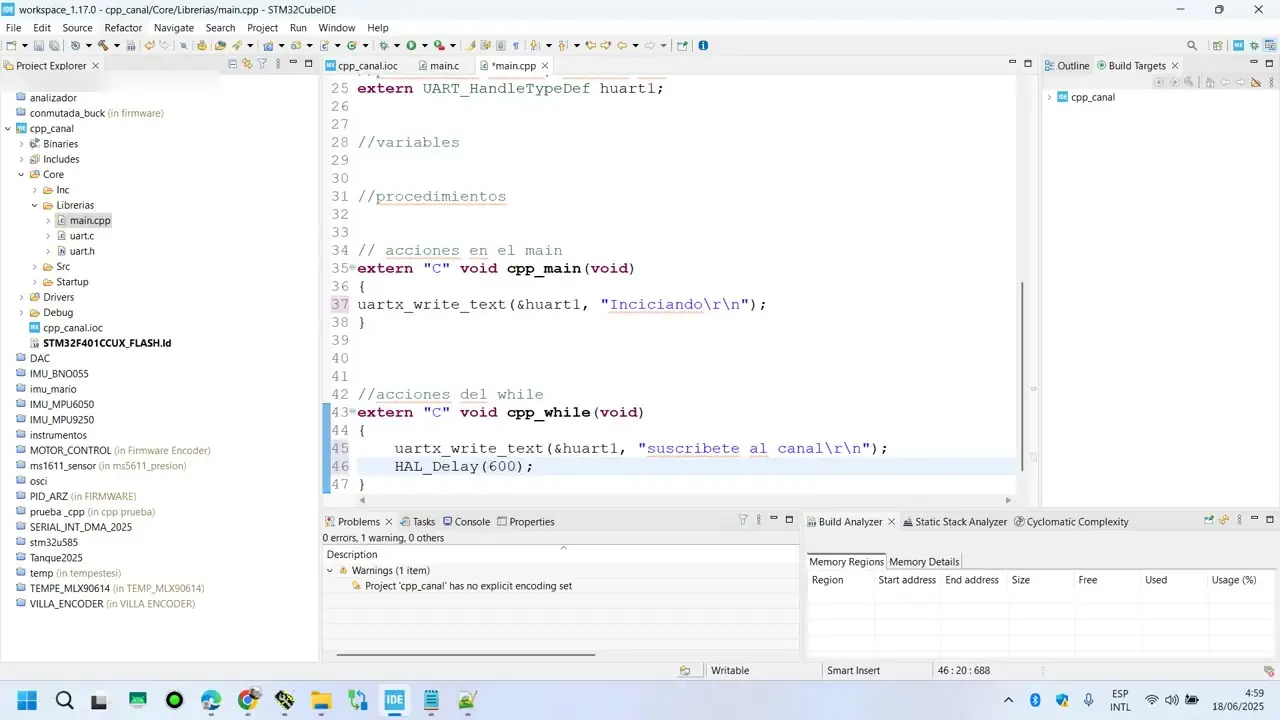 workspace_1.17.0 - cpp_canal/Core/Librerias/main.cpp - STM32CubeIDE
File Edit Source Refactor Navigate Search Project Run Window Help
Project Explorer
cpp_canal.ioc
main.c
*main.cpp
Outline
Build Targets
analizador
conmutada_buck (in firmware)
cpp_canal
Binaries
Includes
Core
Inc
Librerias
main.cpp
uart.c
uart.h
Src
Startup
Drivers
Debug
cpp_canal.ioc
STM32F401CCUX_FLASH.ld
DAC
IMU_BNO055
imu_mario
IMU_MPU6050
IMU_MPU9250
instrumentos
MOTOR_CONTROL (in Firmware Encoder)
ms1611_sensor (in ms5611_presion)
osci
PID_ARZ (in FIRMWARE)
prueba _cpp (in cpp prueba)
SERIAL_INT_DMA_2025
stm32u585
Tanque2025
temp (in tempestesi)
TEMPE_MLX90614 (in TEMP_MLX90614)
VILLA_ENCODER (in VILLA ENCODER)
25 extern UART_HandleTypeDef huart1;
26
27
28 //variables
29
30
31 //procedimientos
32
33
34 // acciones en el main
35 extern "C" void cpp_main(void)
36 {
37 uartx_write_text(&huart1, "Inciciando\r\n");
38 }
39
40
41
42 //acciones del while
43 extern "C" void cpp_while(void)
44 {
45 uartx_write_text(&huart1, "suscribete al canal\r\n");
46 HAL_Delay(600);
47 }
cpp_canal
Problems Tasks Console Properties
0 errors, 1 warning, 0 others
Description
Warnings (1 item)
Project 'cpp_canal' has no explicit encoding set
Build Analyzer Static Stack Analyzer Cyclomatic Complexity
Memory Regions Memory Details
Region Start address End address Size Free Used Usage (%)
Writable Smart Insert 46 : 20 : 688
IDE
ESP
INTL
4:59
18/06/2025